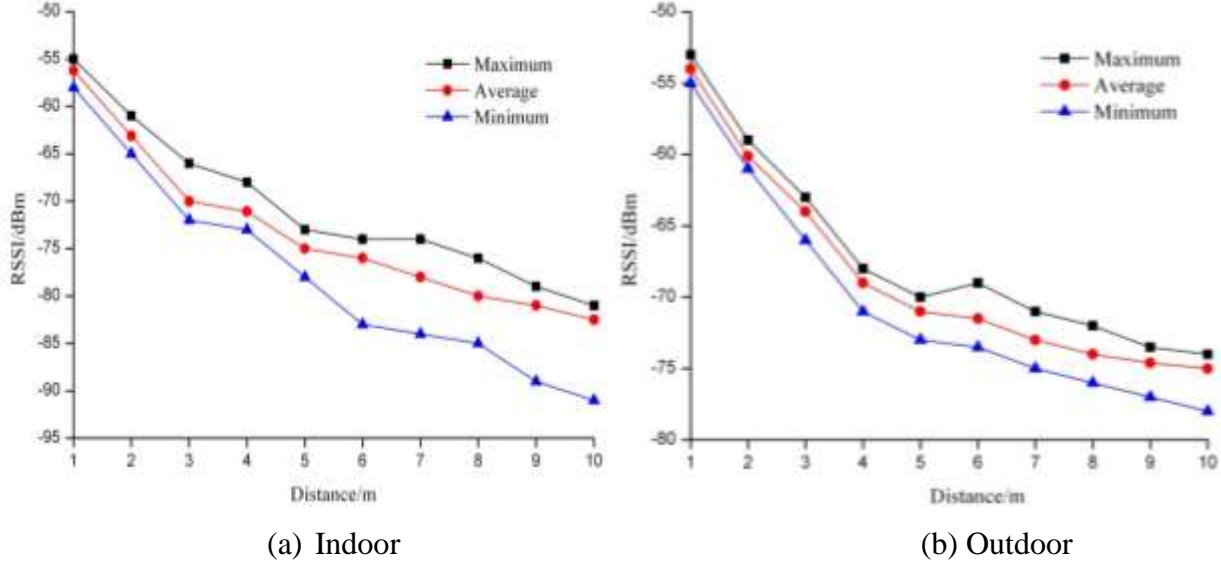 -50
-55
-60
-65
-70
-75
-80
-85
-90
-95
RSSI/dBm
Maximum
Average
Minimum
1 2 3 4 5 6 7 8 9 10
Distance/m
(a) Indoor
-50
-55
-60
-65
-70
-75
-80
RSSI/dBm
Maximum
Average
Minimum
1 2 3 4 5 6 7 8 9 10
Distance/m
(b) Outdoor